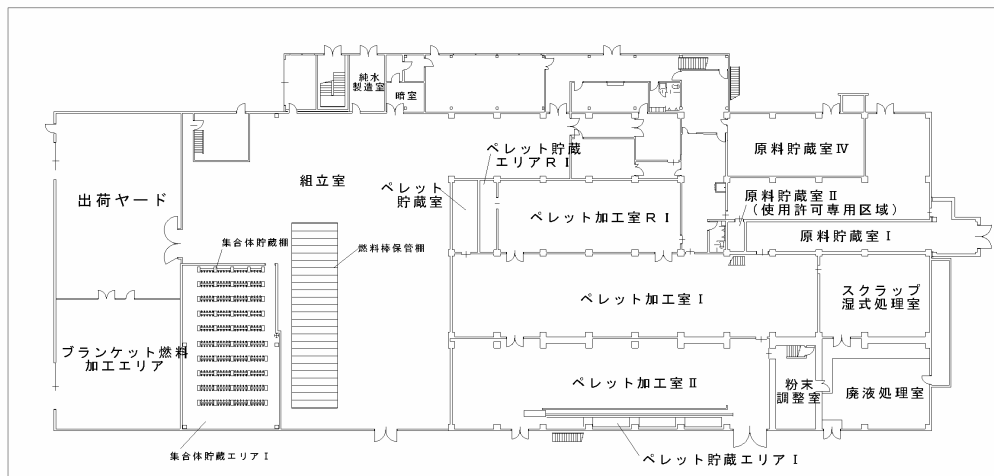 純水
製造室
暗室
ペレット貯蔵
エリアRⅠ
原料貯蔵室Ⅳ
組立室
ペレット
貯蔵室
出荷ヤード
原料貯蔵室Ⅱ
(使用許可専用区域)
ペレット加工室RⅠ
原料貯蔵室Ⅰ
集合体貯蔵棚
燃料棒保管棚
ペレット加工室Ⅰ
スクラップ
湿式処理室
ブランケット燃料
加工エリア
ペレット加工室Ⅱ
粉末
調整室
廃液処理室
集合体貯蔵エリアⅠ
ペレット貯蔵エリアⅠ